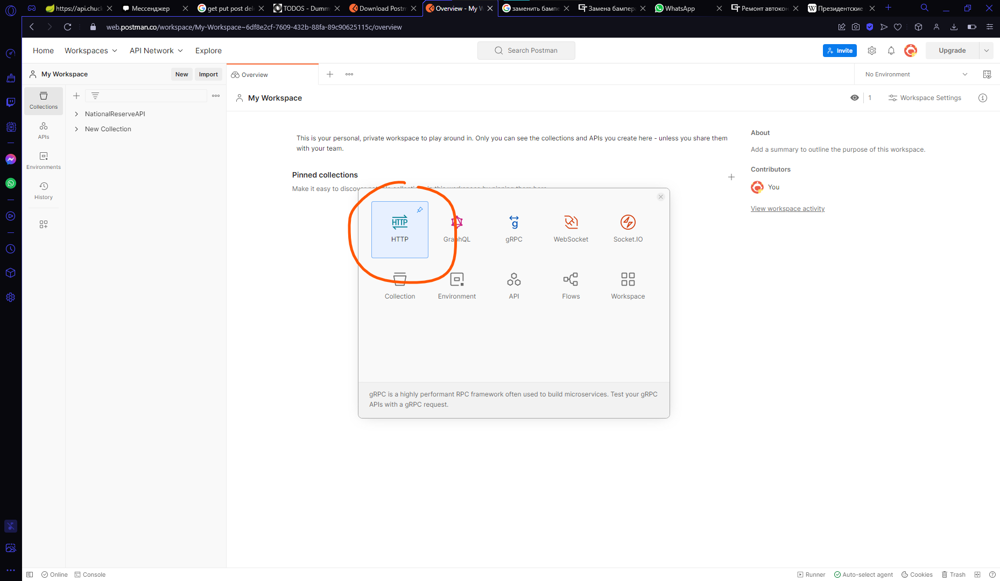 https://api.chuck
Мессенджер
get put post del
TODOS - Dumm
Download Postm
Overview - My W
заменить бампе
Замена бампера
WhatsApp
Ремонт автокон
Президентские
web.postman.co/workspace/My-Workspace~6df8e2cf-7609-432b-88fa-89c90625115c/overview
Home
Workspaces
API Network
Explore
Search Postman
Invite
Upgrade
My Workspace
New
Import
Overview
No Environment
Collections
My Workspace
1
Workspace Settings
NationalReserveAPI
APIs
New Collection
This is your personal, private workspace to play around in. Only you can see the collections and APIs you create here - unless you share them
with your team.
About
Add a summary to outline the purpose of this workspace.
Environments
Contributors
Pinned collections
Make it easy to discover
You
History
View workspace activity
HTTP
HTTP
GraphQL
gRPC
WebSocket
Socket.IO
Collection
Environment
API
Flows
Workspace
gRPC is a highly performant RPC framework often used to build microservices. Test your gRPC
APIs with a gRPC request.
Online
Console
Runner
Auto-select agent
Cookies
Trash